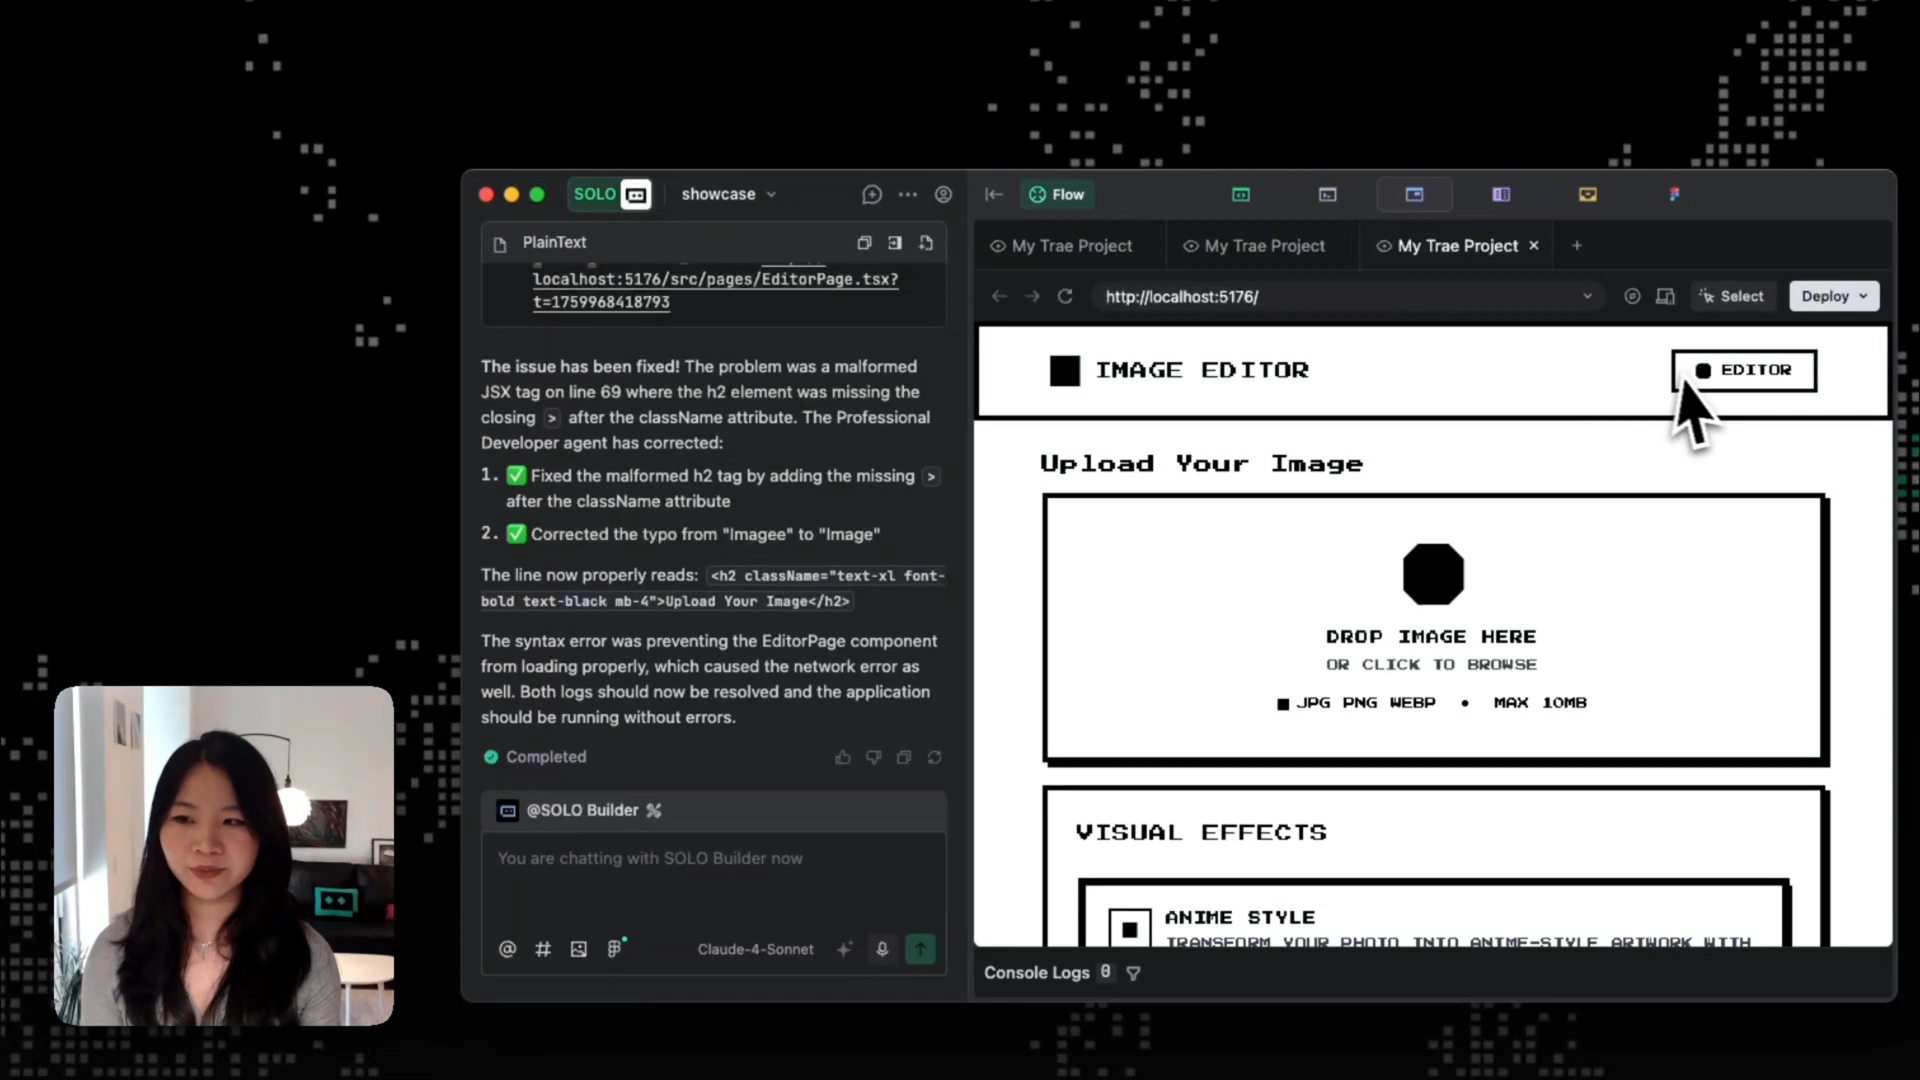 SOLO
showcase
PlainText
localhost:5176/src/pages/EditorPage.tsx?
t=1759968418793
The issue has been fixed! The problem was a malformed
JSX tag on line 69 where the h2 element was missing the
closing > after the className attribute. The Professional
Developer agent has corrected:
1. ✅ Fixed the malformed h2 tag by adding the missing >
after the className attribute
2. ✅ Corrected the typo from "Imagee" to "Image"
The line now properly reads: <h2 className="text-xl font-
bold text-black mb-4">Upload Your Image</h2>
The syntax error was preventing the EditorPage component
from loading properly, which caused the network error as
well. Both logs should now be resolved and the application
should be running without errors.
Completed
@SOLO Builder
You are chatting with SOLO Builder now
Claude-4-Sonnet
Flow
My Trae Project
My Trae Project
My Trae Project
http://localhost:5176/
Select
Deploy
IMAGE EDITOR
EDITOR
Upload Your Image
DROP IMAGE HERE
OR CLICK TO BROWSE
JPG PNG WEBP • MAX 10MB
VISUAL EFFECTS
ANIME STYLE
TRANSFORM YOUR PHOTO INTO ANIME-STYLE ARTWORK WITH
Console Logs 0